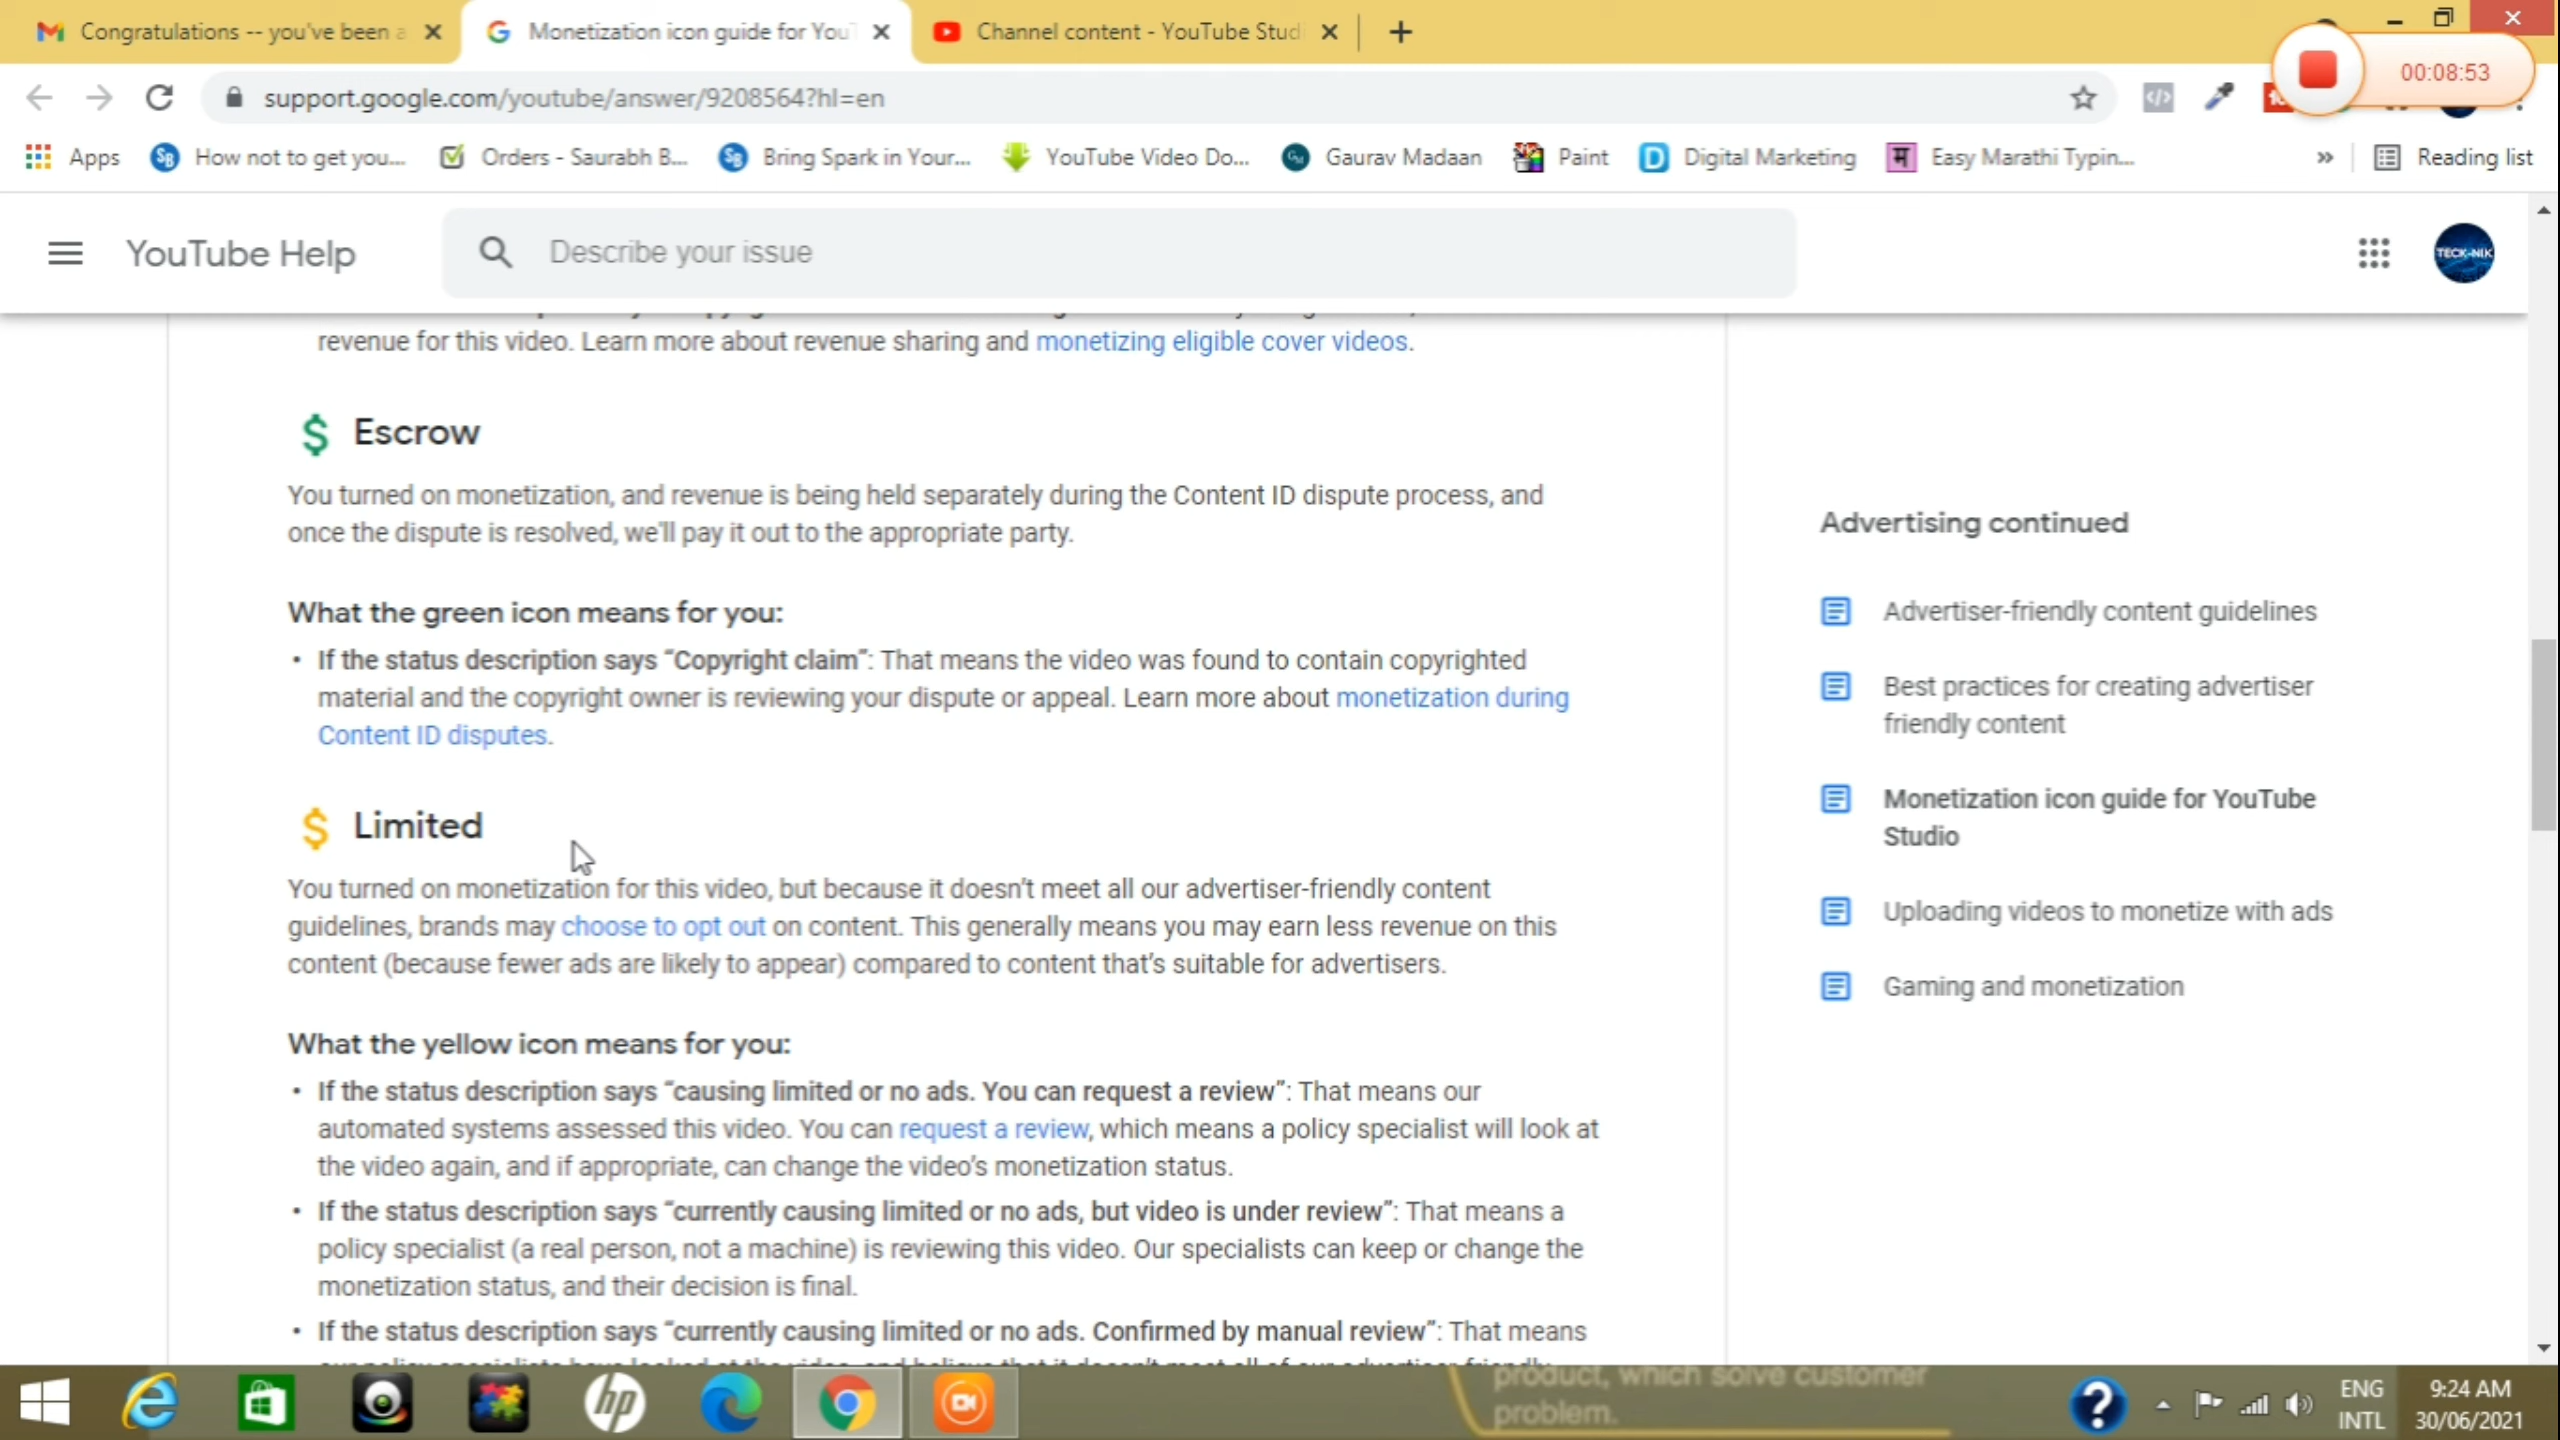 Congratulations -- you've been a
Monetization icon guide for You
Channel content - YouTube Studi
00:08:53
support.google.com/youtube/answer/9208564?hl=en
Apps
How not to get you...
Orders - Saurabh B...
Bring Spark in Your...
YouTube Video Do...
Gaurav Madaan
Paint
Digital Marketing
Easy Marathi Typin...
»
Reading list
YouTube Help
Describe your issue
TECK-NIK
revenue for this video. Learn more about revenue sharing and monetizing eligible cover videos.
$ Escrow
You turned on monetization, and revenue is being held separately during the Content ID dispute process, and
once the dispute is resolved, we'll pay it out to the appropriate party.
What the green icon means for you:
• If the status description says “Copyright claim”: That means the video was found to contain copyrighted
material and the copyright owner is reviewing your dispute or appeal. Learn more about monetization during
Content ID disputes.
$ Limited
You turned on monetization for this video, but because it doesn’t meet all our advertiser-friendly content
guidelines, brands may choose to opt out on content. This generally means you may earn less revenue on this
content (because fewer ads are likely to appear) compared to content that’s suitable for advertisers.
What the yellow icon means for you:
• If the status description says “causing limited or no ads. You can request a review”: That means our
automated systems assessed this video. You can request a review, which means a policy specialist will look at
the video again, and if appropriate, can change the video’s monetization status.
• If the status description says “currently causing limited or no ads, but video is under review”: That means a
policy specialist (a real person, not a machine) is reviewing this video. Our specialists can keep or change the
monetization status, and their decision is final.
• If the status description says “currently causing limited or no ads. Confirmed by manual review”: That means
Advertising continued
Advertiser-friendly content guidelines
Best practices for creating advertiser
friendly content
Monetization icon guide for YouTube
Studio
Uploading videos to monetize with ads
Gaming and monetization
product, which solve customer
problem.
hp
ENG
INTL
9:24 AM
30/06/2021